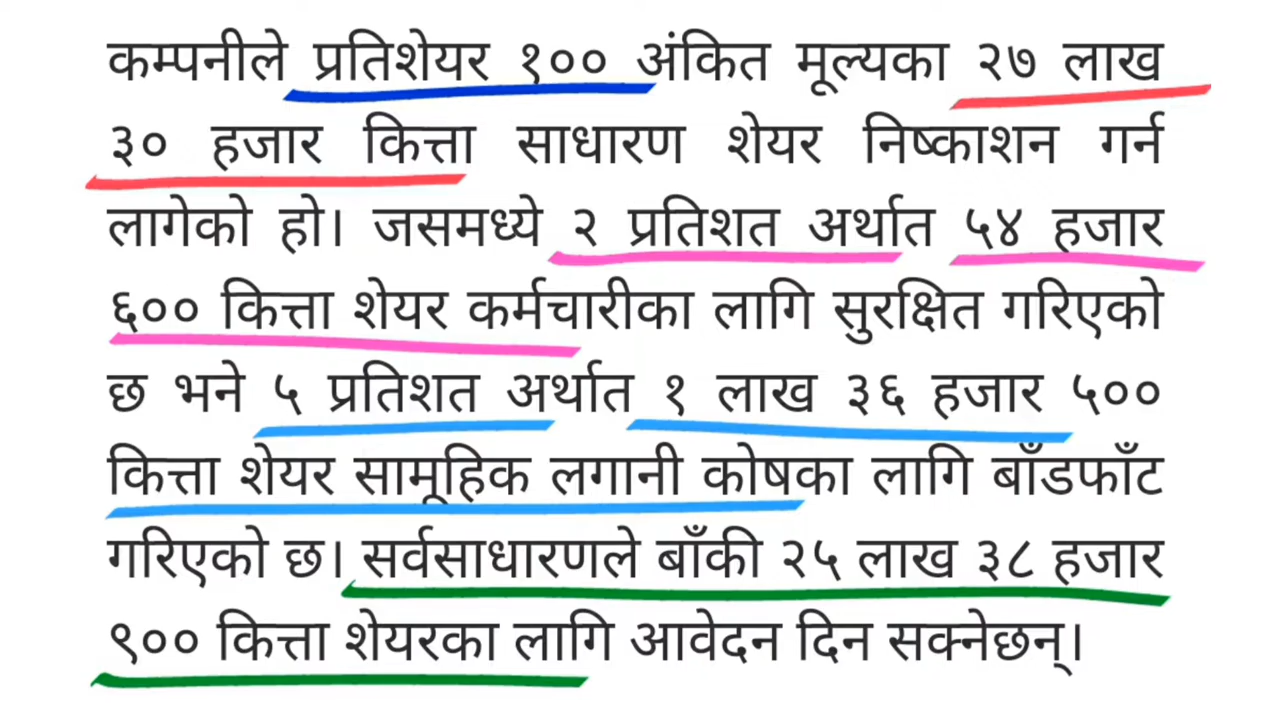 कम्पनीले प्रतिशेयर १०० अंकित मूल्यका २७ लाख
३० हजार कित्ता साधारण शेयर निष्काशन गर्न
लागेको हो। जसमध्ये २ प्रतिशत अर्थात ५४ हजार
६०० कित्ता शेयर कर्मचारीका लागि सुरक्षित गरिएको
छ भने ५ प्रतिशत अर्थात १ लाख ३६ हजार ५००
कित्ता शेयर सामूहिक लगानी कोषका लागि बाँडफाँट
गरिएको छ। सर्वसाधारणले बाँकी २५ लाख ३८ हजार
९०० कित्ता शेयरका लागि आवेदन दिन सक्नेछन्।